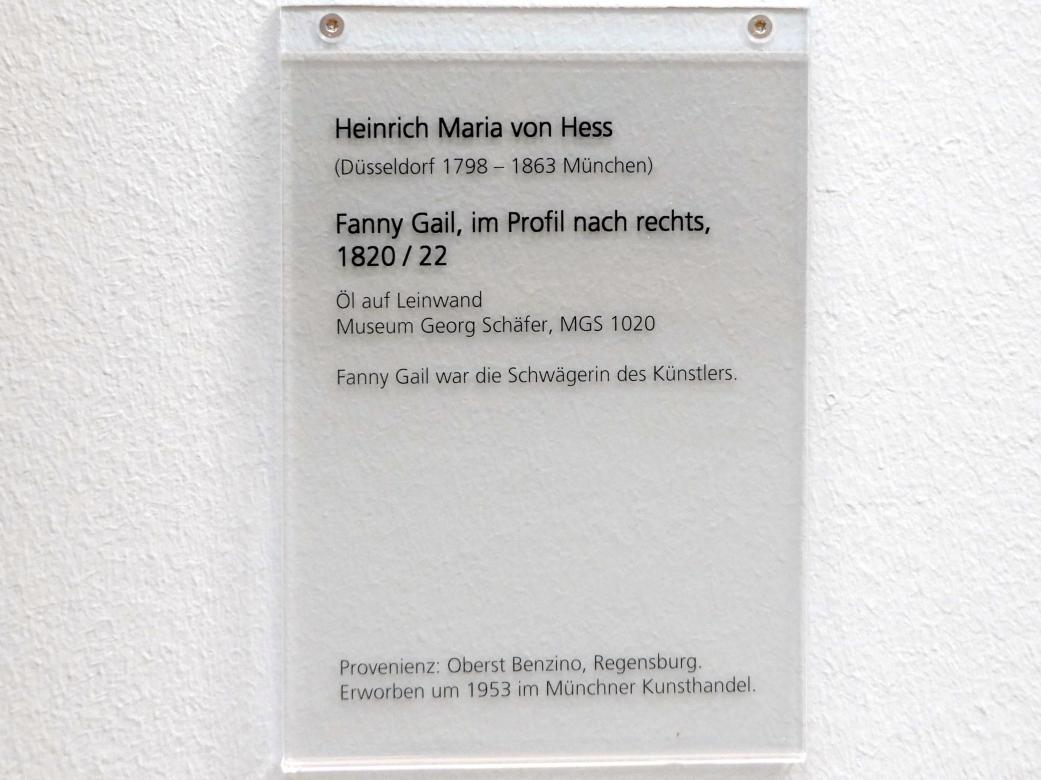 Heinrich Maria von Hess
(Düsseldorf 1798 – 1863 München)
Fanny Gail, im Profil nach rechts,
1820 / 22
Öl auf Leinwand
Museum Georg Schäfer, MGS 1020
Fanny Gail war die Schwägerin des Künstlers.
Provenienz: Oberst Benzino, Regensburg.
Erworben um 1953 im Münchner Kunsthandel.